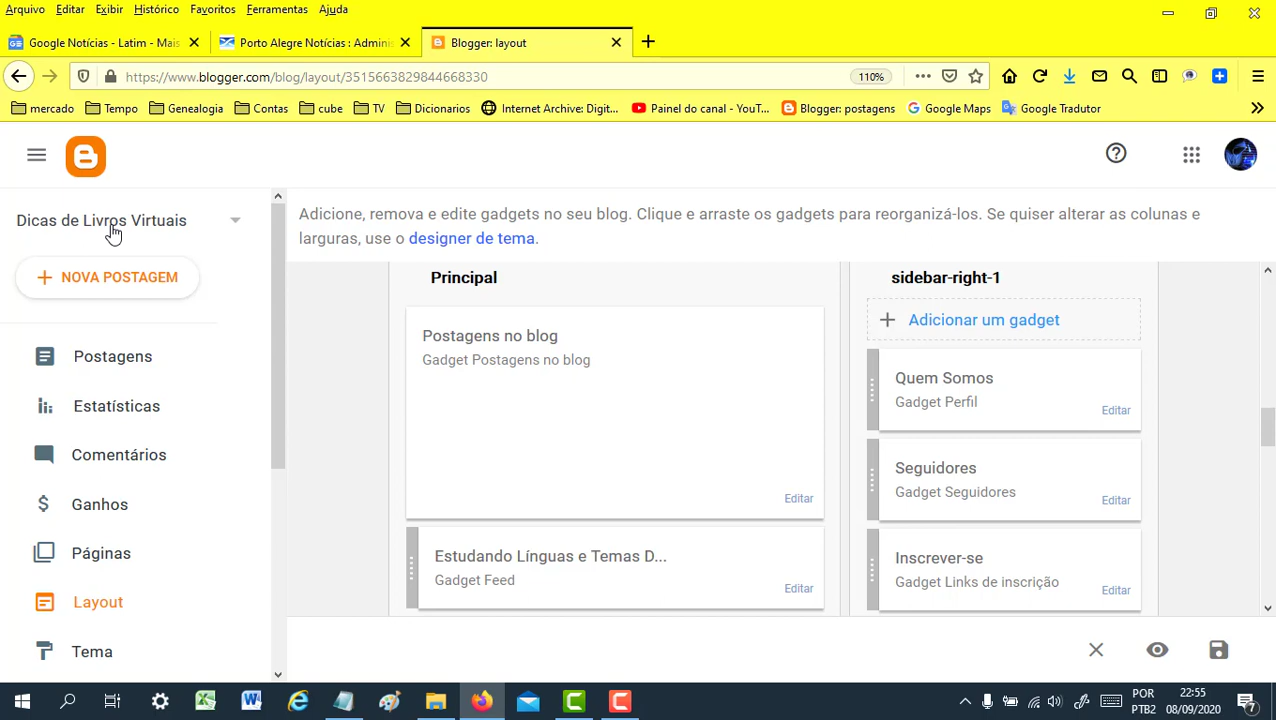 Arquivo Editar Exibir Histórico Favoritos Ferramentas Ajuda
Google Notícias - Latim - Mais
Porto Alegre Notícias : Adminis
Blogger: layout
https://www.blogger.com/blog/layout/3515663829844668330
110%
mercado Tempo Genealogia Contas cube TV Dicionarios Internet Archive: Digit... Painel do canal - YouT... Blogger: postagens Google Maps Google Tradutor
Dicas de Livros Virtuais
NOVA POSTAGEM
Postagens
Estatísticas
Comentários
Ganhos
Páginas
Layout
Tema
Adicione, remova e edite gadgets no seu blog. Clique e arraste os gadgets para reorganizá-los. Se quiser alterar as colunas e
larguras, use o designer de tema.
Principal
Postagens no blog
Gadget Postagens no blog
Editar
Estudando Línguas e Temas D...
Gadget Feed
Editar
sidebar-right-1
Adicionar um gadget
Quem Somos
Gadget Perfil
Editar
Seguidores
Gadget Seguidores
Editar
Inscrever-se
Gadget Links de inscrição
Editar
POR
PTB2
22:55
08/09/2020
7